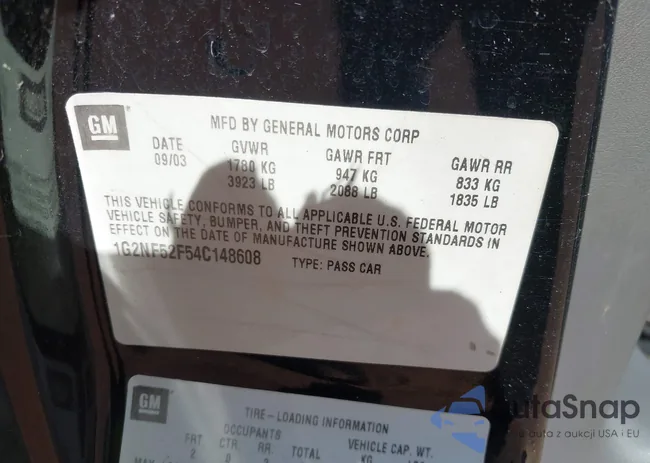 GM
MFD BY GENERAL MOTORS CORP
DATE GVWR GAWR FRT GAWR RR
09/03 1780 KG 947 KG 833 KG
3923 LB 2088 LB 1835 LB
THIS VEHICLE CONFORMS TO ALL APPLICABLE U.S. FEDERAL MOTOR
VEHICLE SAFETY, BUMPER, AND THEFT PREVENTION STANDARDS IN
EFFECT ON THE DATE OF MANUFACTURE SHOWN ABOVE.
1G2NF52F54C148608 TYPE: PASS CAR
GM
TIRE-LOADING INFORMATION
OCCUPANTS VEHICLE CAP. WT.
FRT CTR RR. TOTAL KG
2 0
AutaSnap
auta z aukcji USA i EU